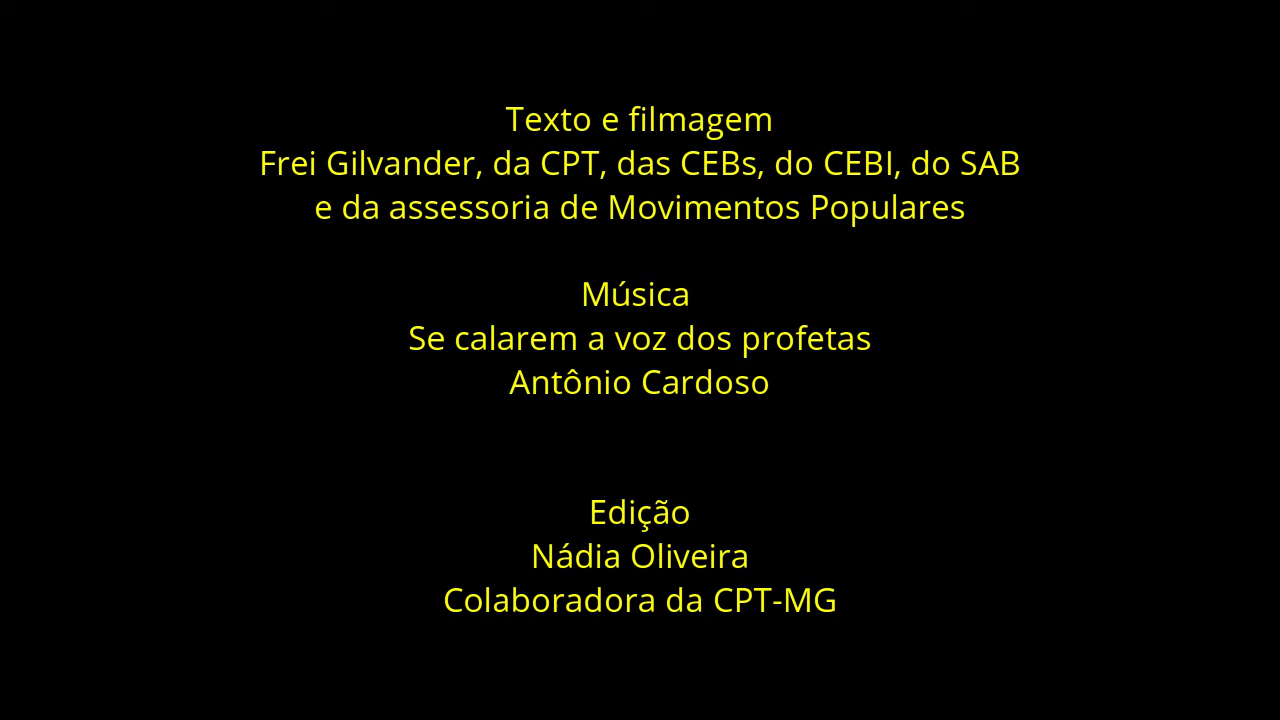 Texto e filmagem
Frei Gilvander, da CPT, das CEBs, do CEBI, do SAB
e da assessoria de Movimentos Populares
Música
Se calarem a voz dos profetas
Antônio Cardoso
Edição
Nádia Oliveira
Colaboradora da CPT-MG